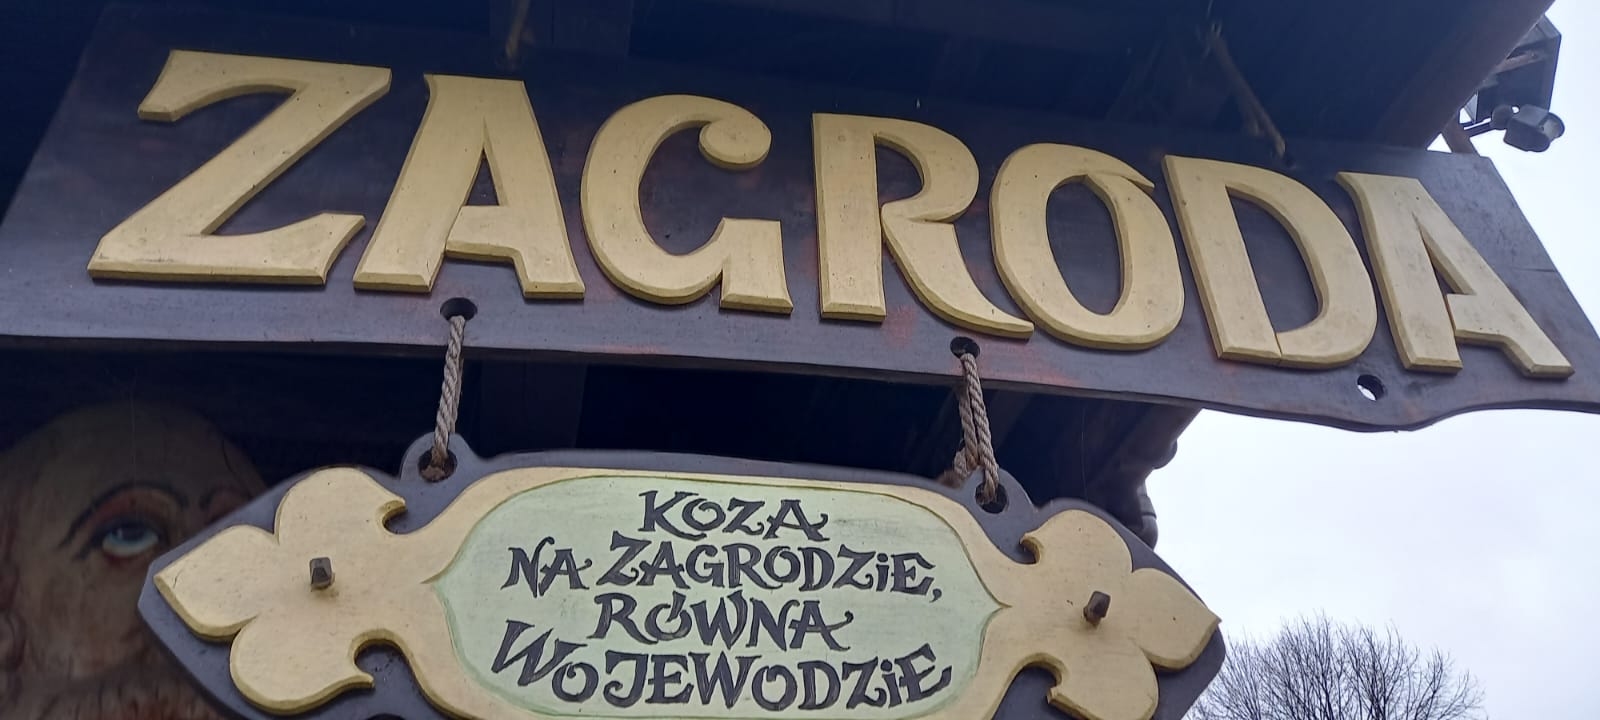 ZAGRODA
KOZA
NA ZAGRODZiE,
RÓWNA
WOJEWODZiE